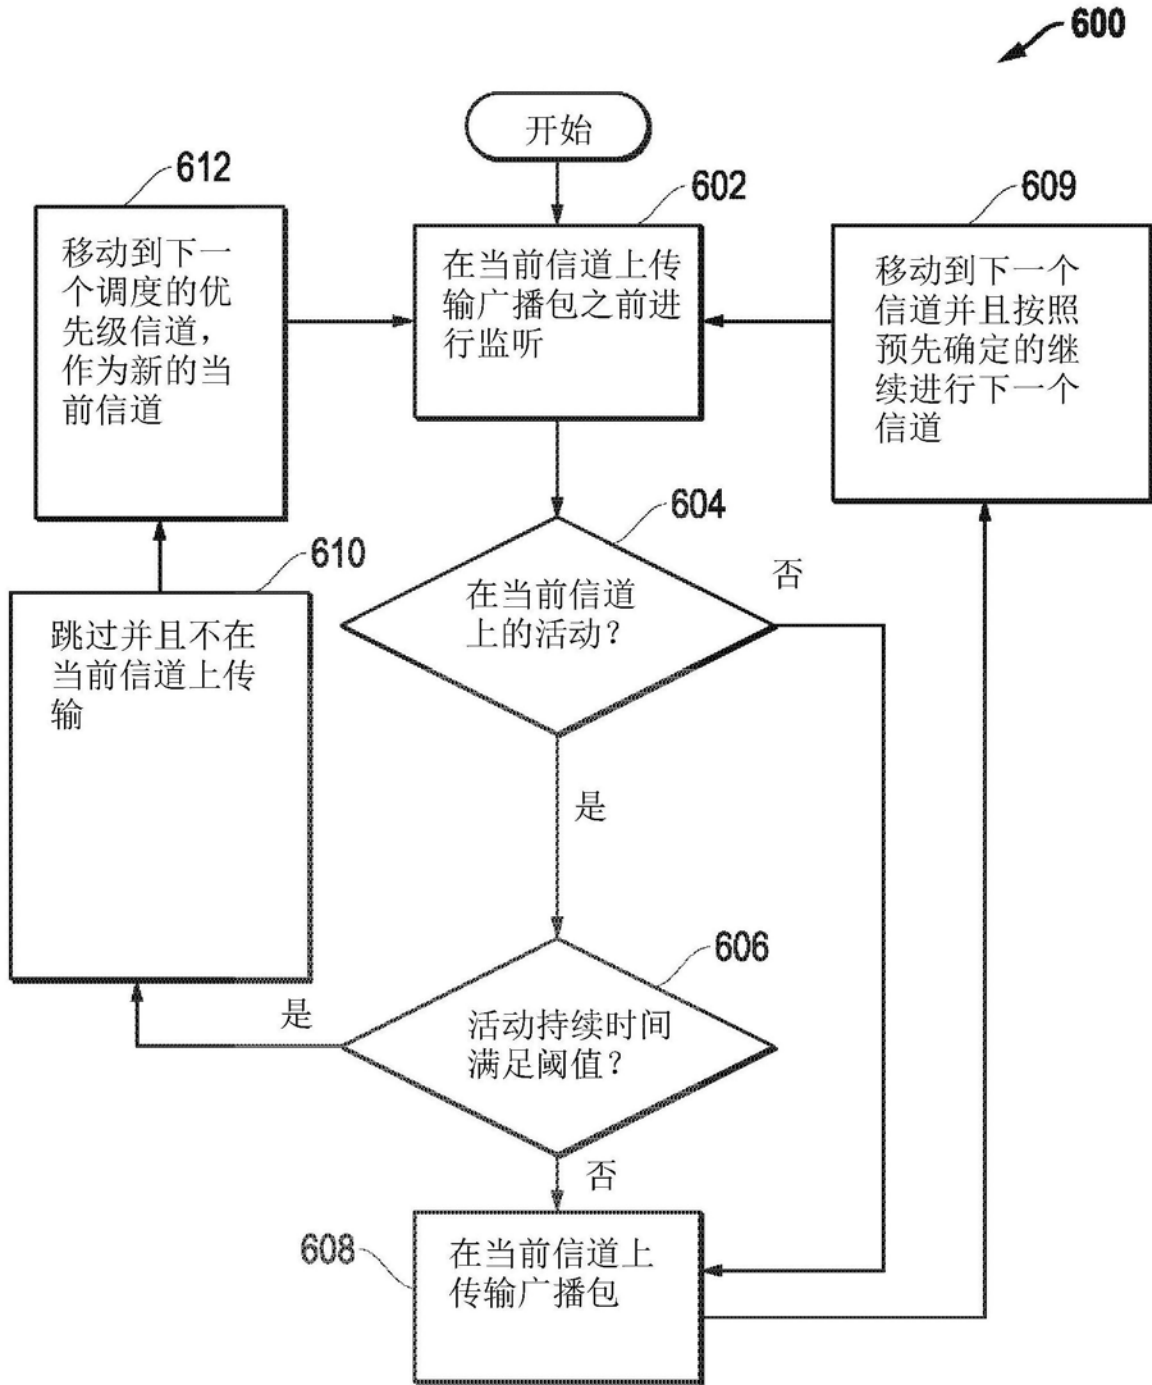 600
开始
612
移动到下一
个调度的优
先级信道，
作为新的当
前信道
602
在当前信道上传
输广播包之前进
行监听
609
移动到下一个
信道并且按照
预先确定的继
续进行下一个
信道
604
在当前信道
上的活动？
否
610
跳过并且不在
当前信道上传
输
是
606
活动持续时间
满足阈值？
是
否
608
在当前信道上
传输广播包